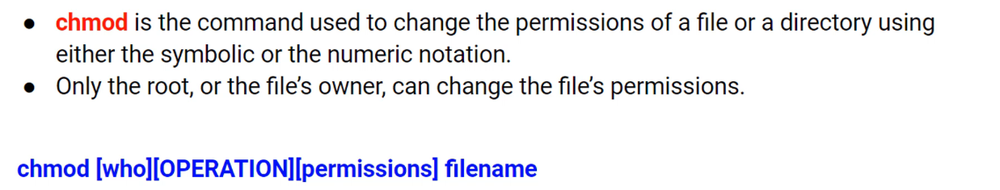 ● chmod is the command used to change the permissions of a file or a directory using
either the symbolic or the numeric notation.
● Only the root, or the file’s owner, can change the file’s permissions.
chmod [who][OPERATION][permissions] filename